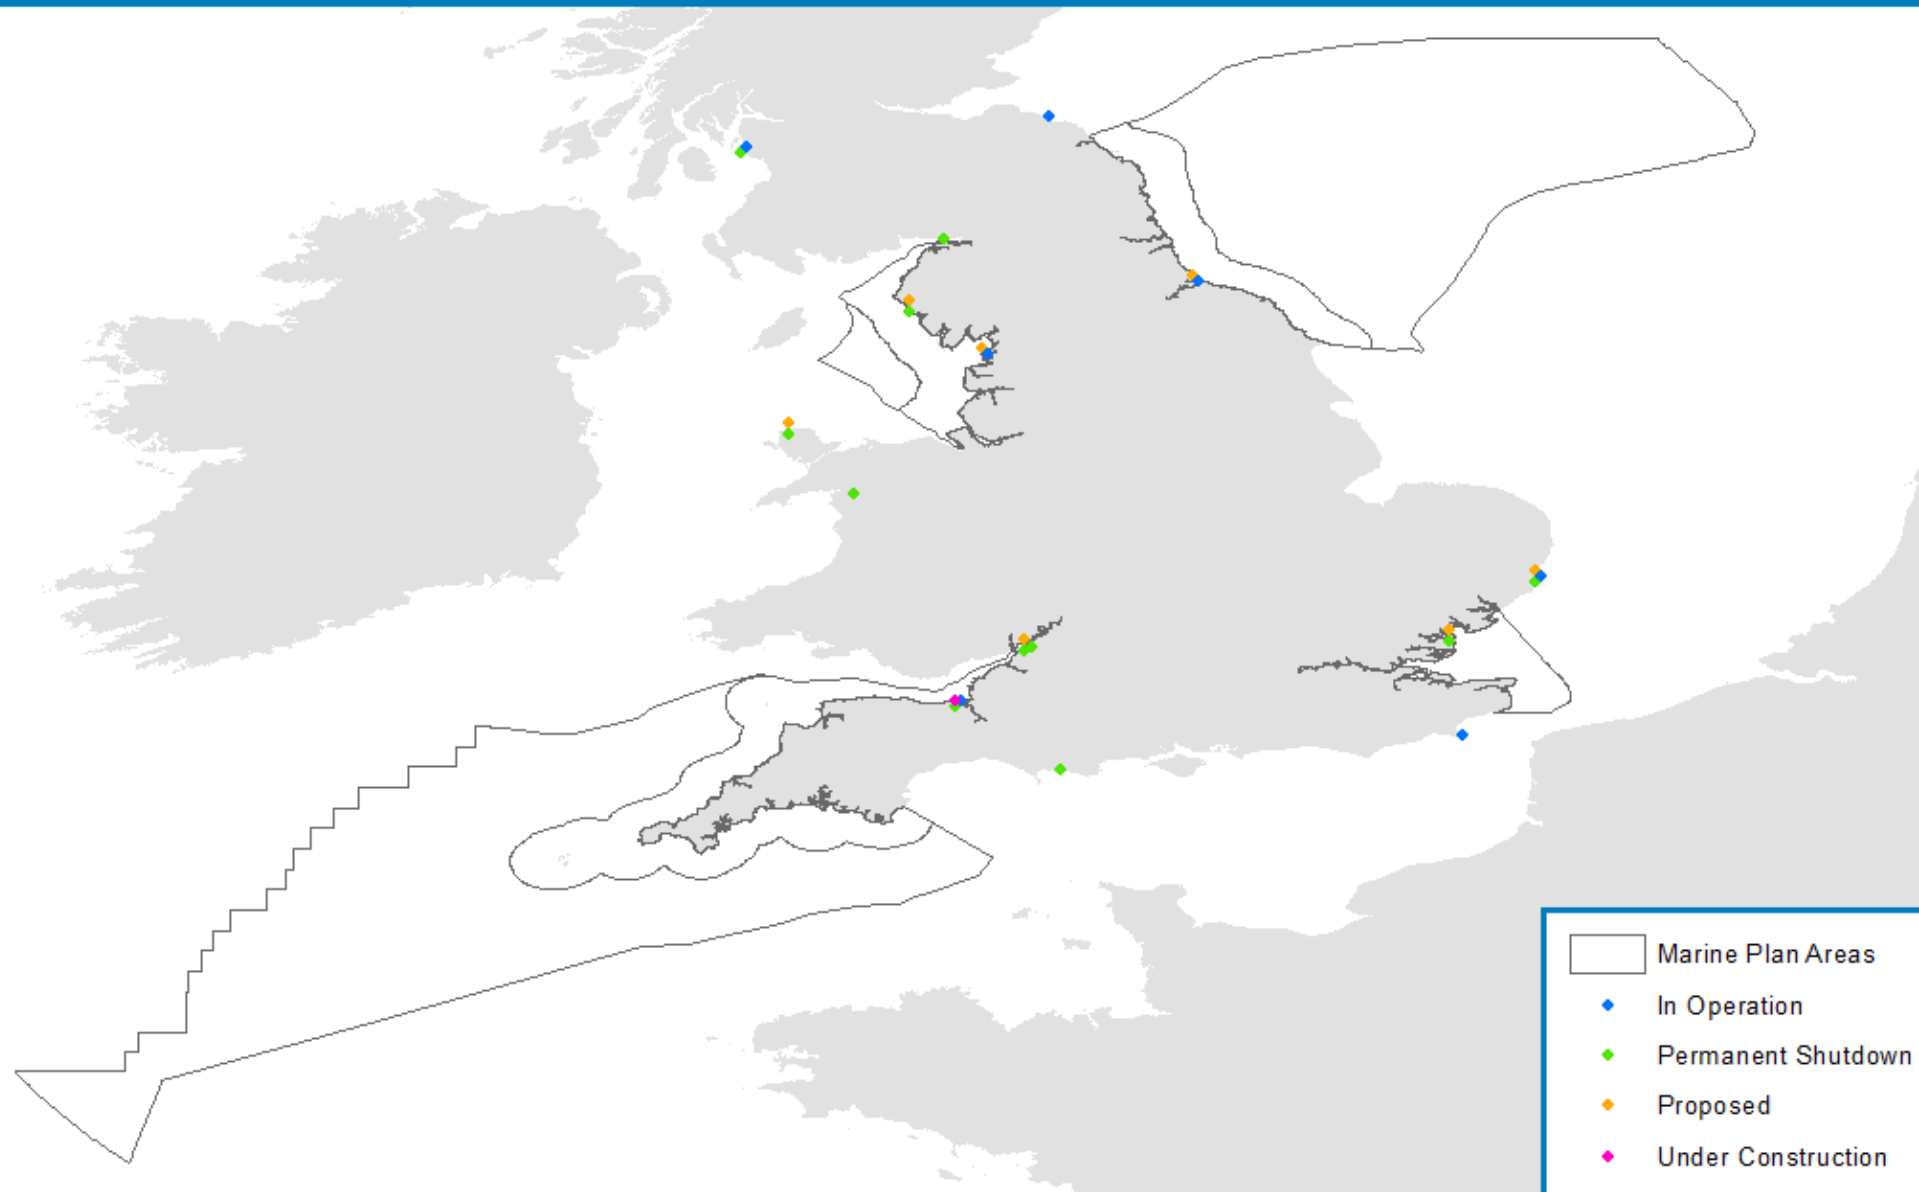 Marine Plan Areas
In Operation
Permanent Shutdown
Proposed
Under Construction